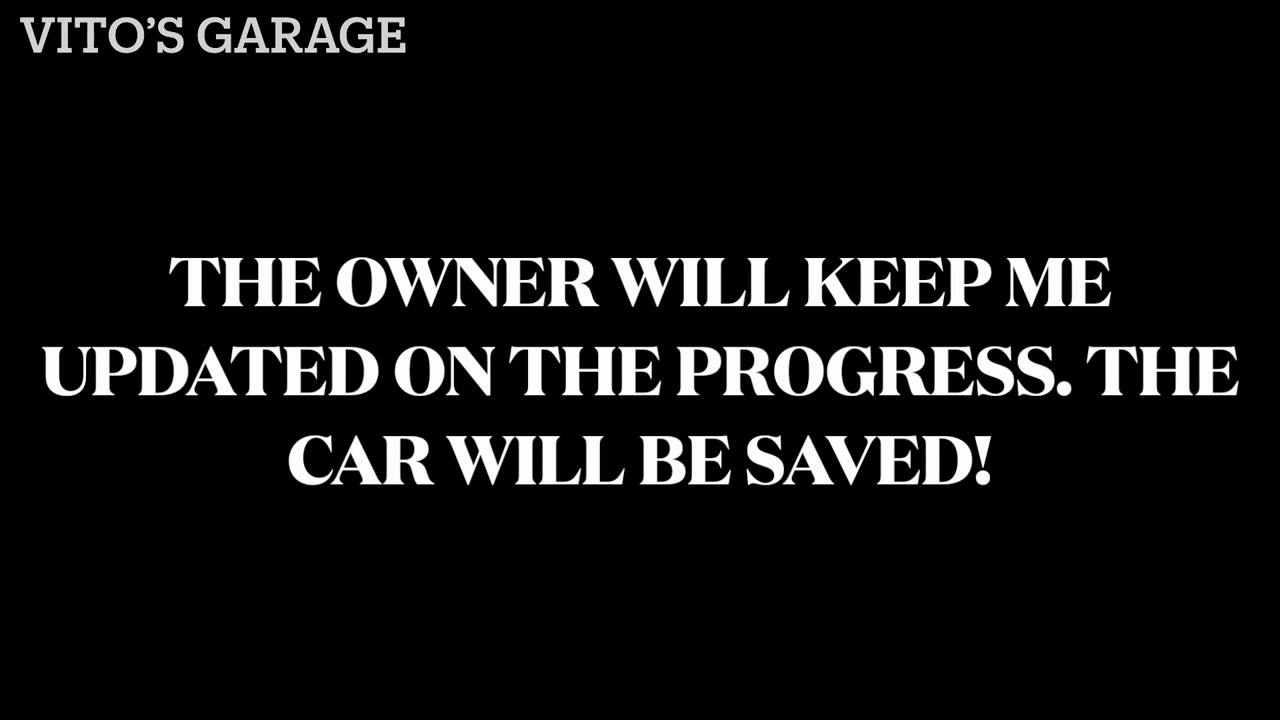 VITO’S GARAGE
THE OWNER WILL KEEP ME
UPDATED ON THE PROGRESS. THE
CAR WILL BE SAVED!